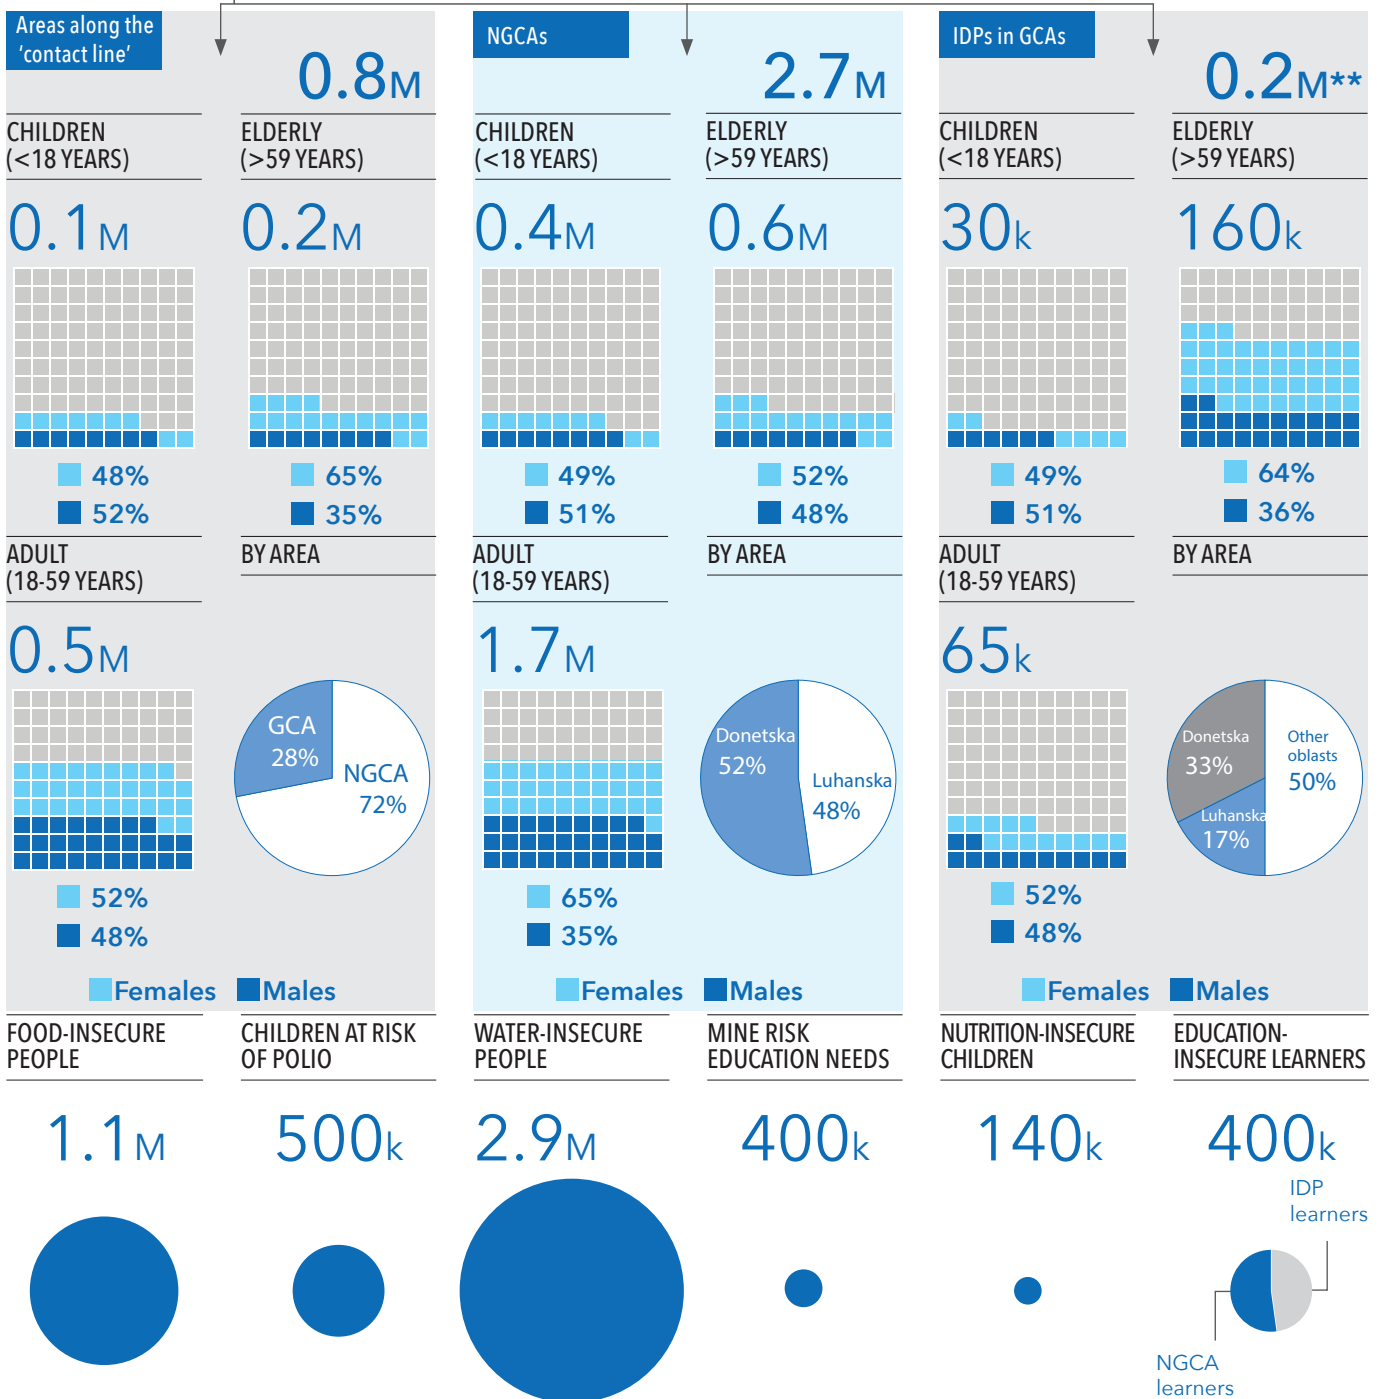 Areas along the
'contact line'
0.8M
CHILDREN
(<18 YEARS)
ELDERLY
(>59 YEARS)
0.1M
0.2M
48%
52%
65%
35%
ADULT
(18-59 YEARS)
BY AREA
0.5M
GCA
28%
NGCA
72%
52%
48%
Females Males
NGCAs
2.7M
CHILDREN
(<18 YEARS)
ELDERLY
(>59 YEARS)
0.4M
0.6M
49%
51%
52%
48%
ADULT
(18-59 YEARS)
BY AREA
1.7M
Donetska
52%
Luhanska
48%
65%
35%
Females Males
IDPs in GCAs
0.2M**
CHILDREN
(<18 YEARS)
ELDERLY
(>59 YEARS)
30k
160k
49%
51%
64%
36%
ADULT
(18-59 YEARS)
BY AREA
65k
Donetska
33%
Luhanska
17%
Other
oblasts
50%
52%
48%
Females Males
FOOD-INSECURE
PEOPLE
1.1M
CHILDREN AT RISK
OF POLIO
500k
WATER-INSECURE
PEOPLE
2.9M
MINE RISK
EDUCATION NEEDS
400k
NUTRITION-INSECURE
CHILDREN
140k
EDUCATION-
INSECURE LEARNERS
400k
IDP
learners
NGCA
learners